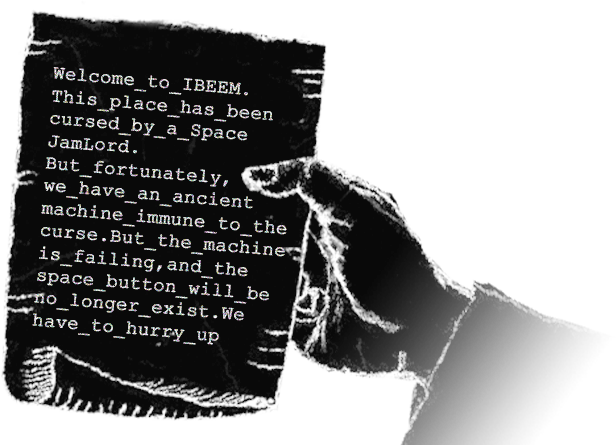 Welcome_to_IBEEM.
This_place_has_been
cursed_by_a_Space
JamLord.
But_fortunately,
we_have_an_ancient
machine_immune_to_the
curse.But_the_machine
is_failing,and_the
space_button_will_be
no_longer_exist.We
have_to_hurry_up